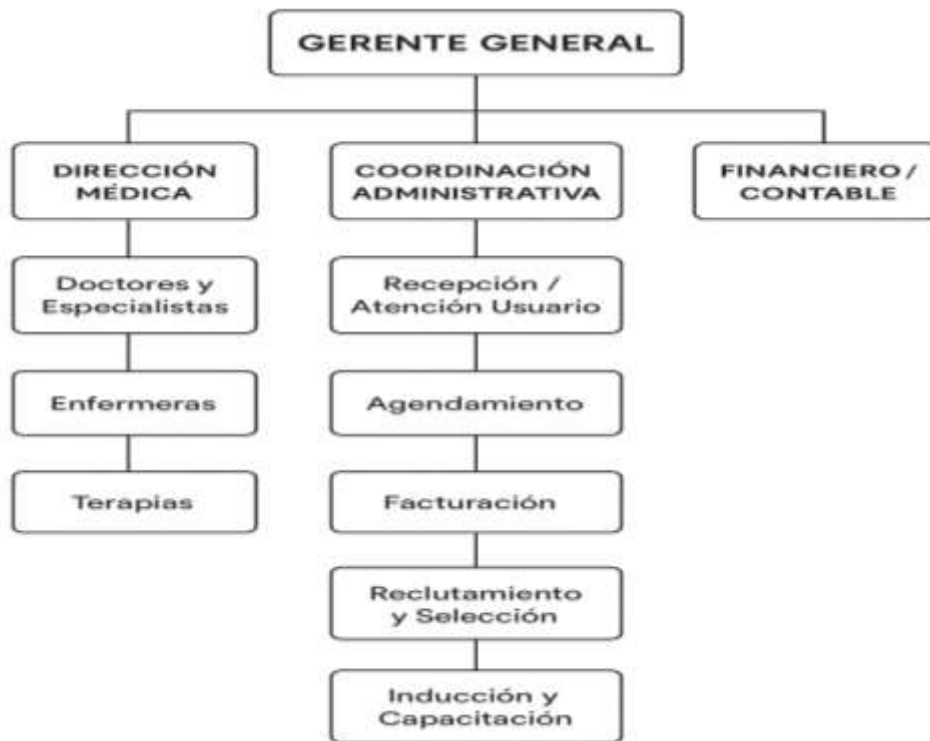 GERENTE GENERAL
DIRECCIÓN
MÉDICA
COORDINACIÓN
ADMINISTRATIVA
FINANCIERO/
CONTABLE
Doctores y
Especialistas
Recepción /
Atención Usuario
Enfermeras
Agendamiento
Terapias
Facturación
Reclutamiento
y Selección
Inducción y
Capacitación